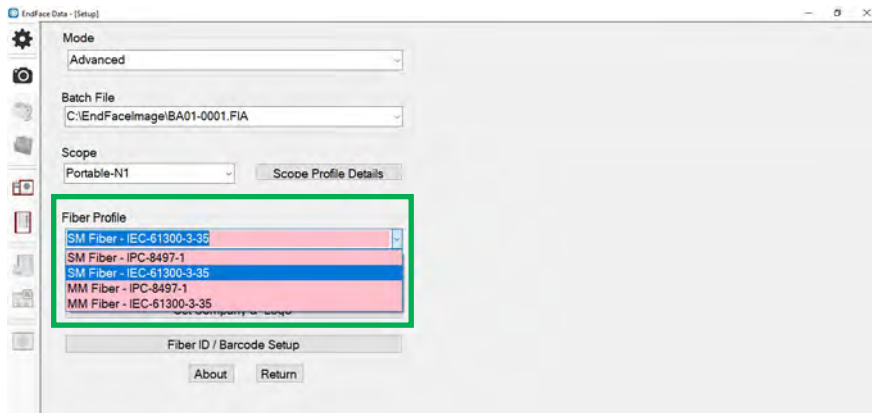 EndFace Data - [Setup]
Mode
Advanced
Batch File
C:\EndFaceImage\BA01-0001.FIA
Scope
Portable-N1
Scope Profile Details
Fiber Profile
SM Fiber - IEC-61300-3-35
SM Fiber - IPC-8497-1
SM Fiber - IEC-61300-3-35
MM Fiber - IPC-8497-1
MM Fiber - IEC-61300-3-35
Fiber ID / Barcode Setup
About Return